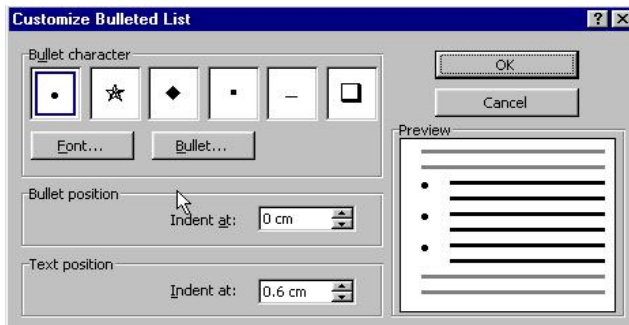 Customize Bulleted List
Bullet character
OK
Cancel
Font...
Bullet...
Preview
Bullet position
Indent at:
0 cm
Text position
Indent at:
0.6 cm